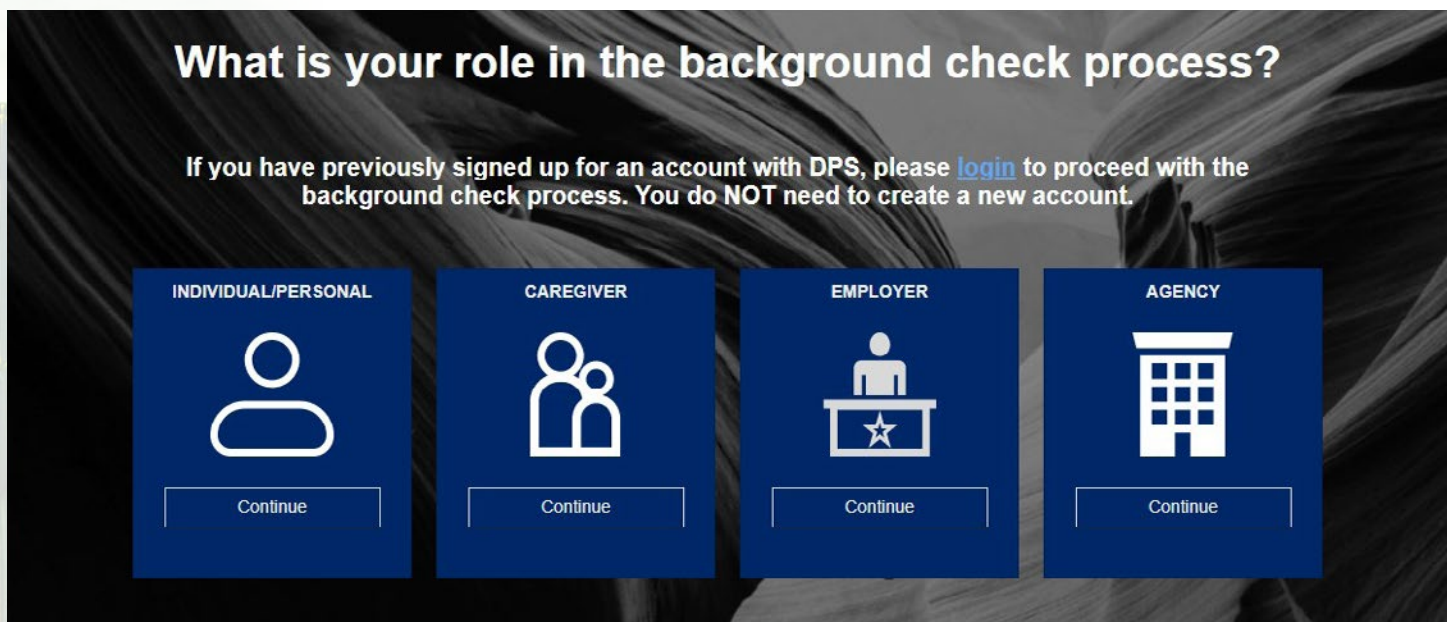 What is your role in the background check process?
If you have previously signed up for an account with DPS, please login to proceed with the
background check process. You do NOT need to create a new account.
INDIVIDUAL/PERSONAL
CAREGIVER
EMPLOYER
AGENCY
Continue
Continue
Continue
Continue